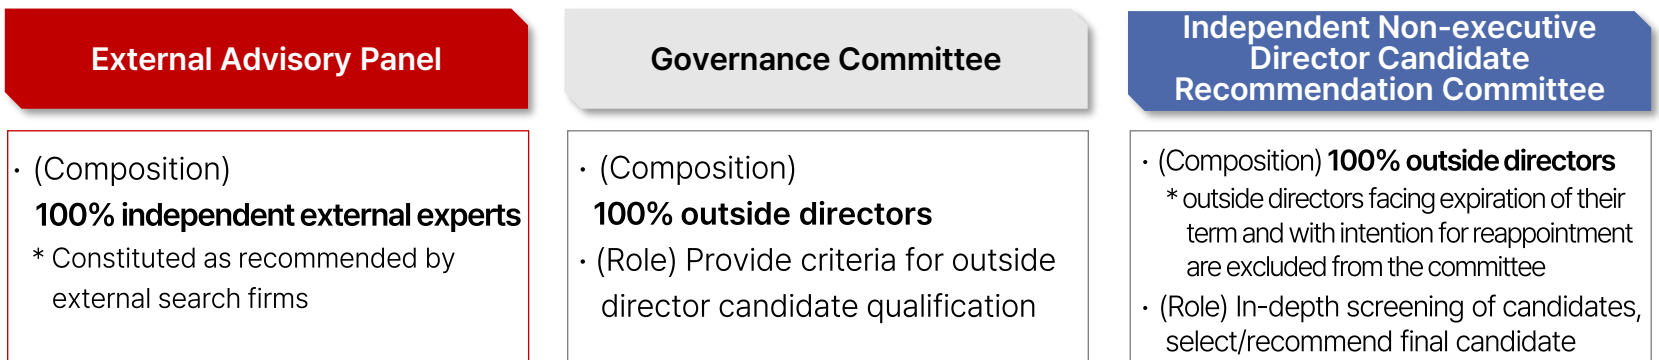 External Advisory Panel
· (Composition)
100% independent external experts
* Constituted as recommended by
external search firms
Governance Committee
· (Composition)
100% outside directors
· (Role) Provide criteria for outside
director candidate qualification
Independent Non-executive
Director Candidate
Recommendation Committee
· (Composition) 100% outside directors
* outside directors facing expiration of their
term and with intention for reappointment
are excluded from the committee
· (Role) In-depth screening of candidates,
select/recommend final candidate